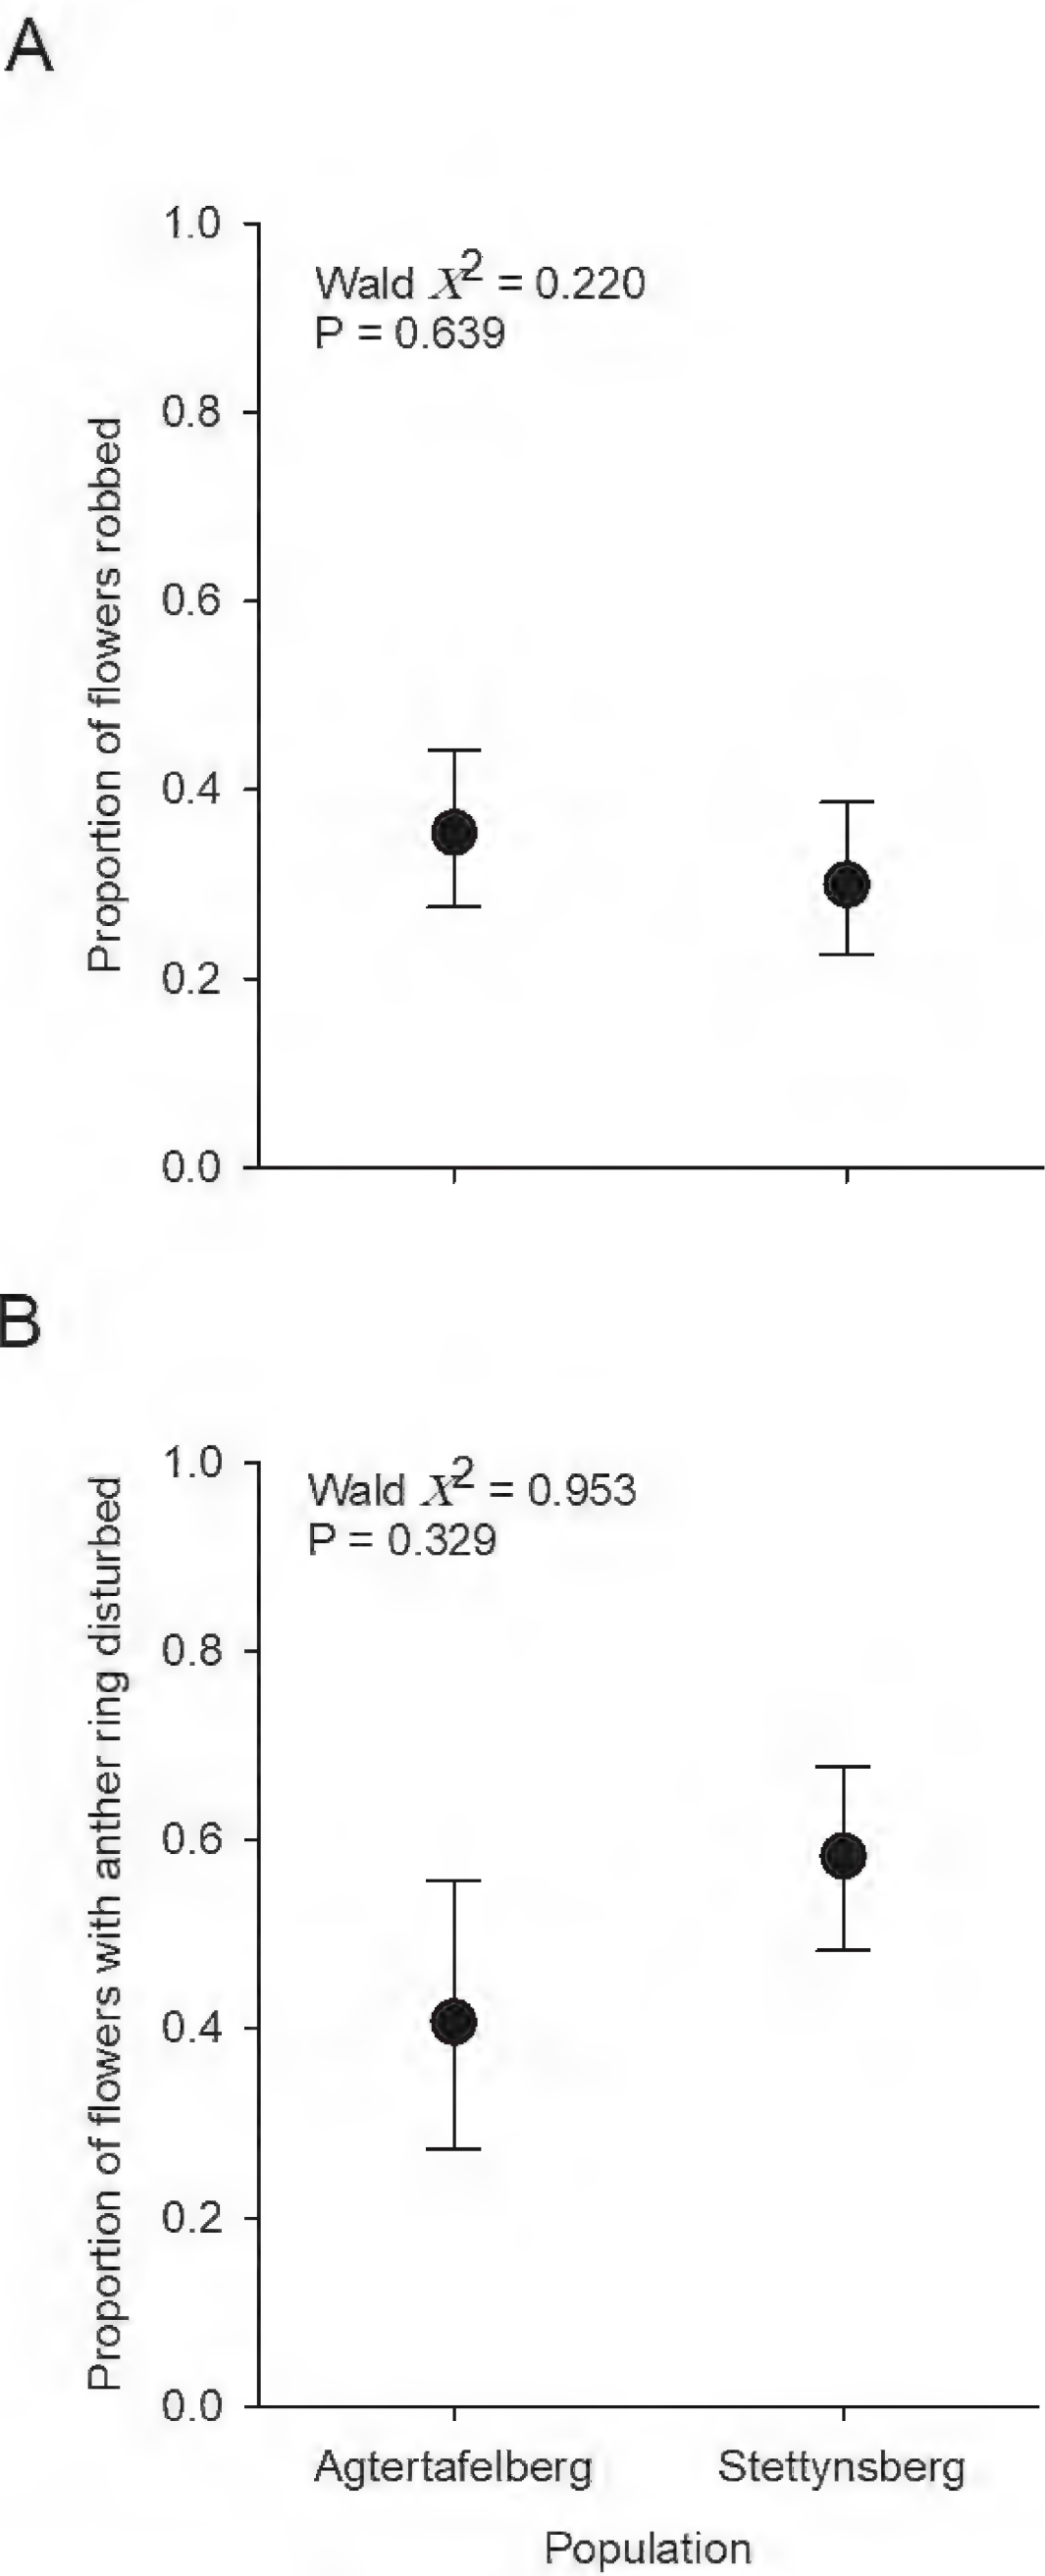 A
1.0
Wald X² = 0.220
P = 0.639
0.8
0.6
0.4
0.2
0.0
Proportion of flowers robbed
B
1.0
Wald X² = 0.953
P = 0.329
0.8
0.6
0.4
0.2
0.0
Proportion of flowers with anther ring disturbed
Agtertafelberg Stettynsberg
Population